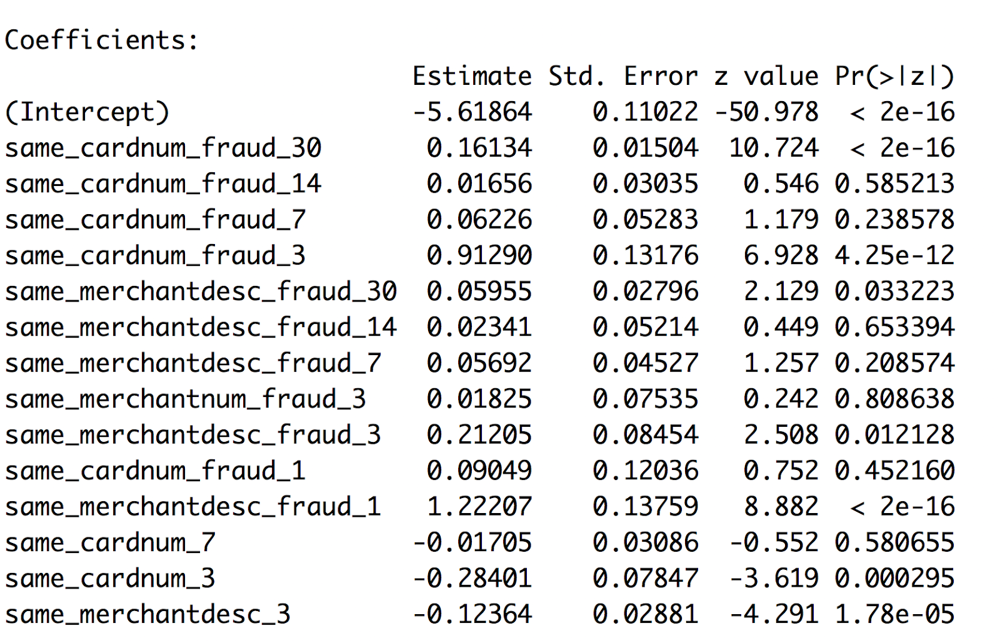 Coefficients:
Estimate Std. Error z value Pr(>|z|)
(Intercept) -5.61864 0.11022 -50.978 < 2e-16
same_cardnum_fraud_30 0.16134 0.01504 10.724 < 2e-16
same_cardnum_fraud_14 0.01656 0.03035 0.546 0.585213
same_cardnum_fraud_7 0.06226 0.05283 1.179 0.238578
same_cardnum_fraud_3 0.91290 0.13176 6.928 4.25e-12
same_merchantdesc_fraud_30 0.05955 0.02796 2.129 0.033223
same_merchantdesc_fraud_14 0.02341 0.05214 0.449 0.653394
same_merchantdesc_fraud_7 0.05692 0.04527 1.257 0.208574
same_merchantnum_fraud_3 0.01825 0.07535 0.242 0.808638
same_merchantdesc_fraud_3 0.21205 0.08454 2.508 0.012128
same_cardnum_fraud_1 0.09049 0.12036 0.752 0.452160
same_merchantdesc_fraud_1 1.22207 0.13759 8.882 < 2e-16
same_cardnum_7 -0.01705 0.03086 -0.552 0.580655
same_cardnum_3 -0.28401 0.07847 -3.619 0.000295
same_merchantdesc_3 -0.12364 0.02881 -4.291 1.78e-05